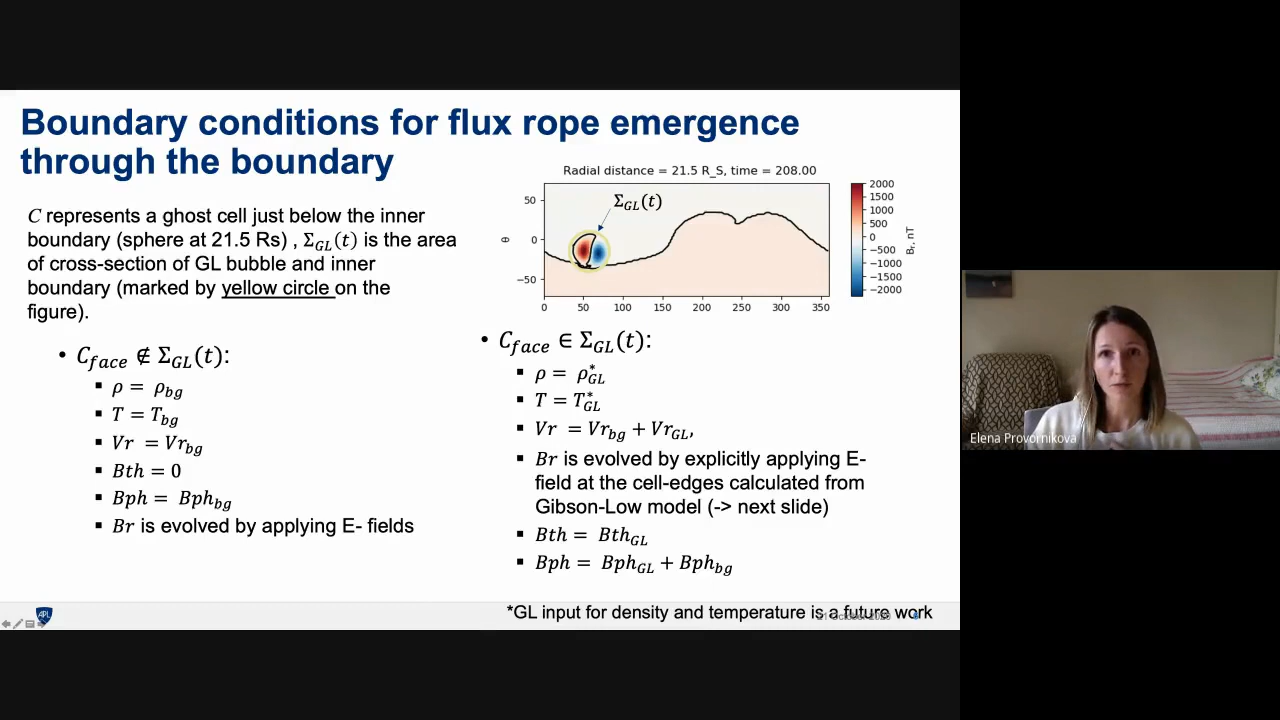 Boundary conditions for flux rope emergence
through the boundary
C represents a ghost cell just below the inner
boundary (sphere at 21.5 Rs) , Σ_GL(t) is the area
of cross-section of GL bubble and inner
boundary (marked by yellow circle on the
figure).
• C_face ∉ Σ_GL(t):
▪ ρ = ρ_bg
▪ T = T_bg
▪ Vr = Vr_bg
▪ Bth = 0
▪ Bph = Bph_bg
▪ Br is evolved by applying E- fields
Radial distance = 21.5 R_S, time = 208.00
Σ_GL(t)
θ
50
0
−50
0 50 100 150 200 250 300 350
2000
1500
1000
500
0
−500
−1000
−1500
−2000
B_r, nT
• C_face ∈ Σ_GL(t):
▪ ρ = ρ*_GL
▪ T = T*_GL
▪ Vr = Vr_bg + Vr_GL,
▪ Br is evolved by explicitly applying E-
field at the cell-edges calculated from
Gibson-Low model (-> next slide)
▪ Bth = Bth_GL
▪ Bph = Bph_GL + Bph_bg
*GL input for density and temperature is a future work
APL
Elena Provornikova